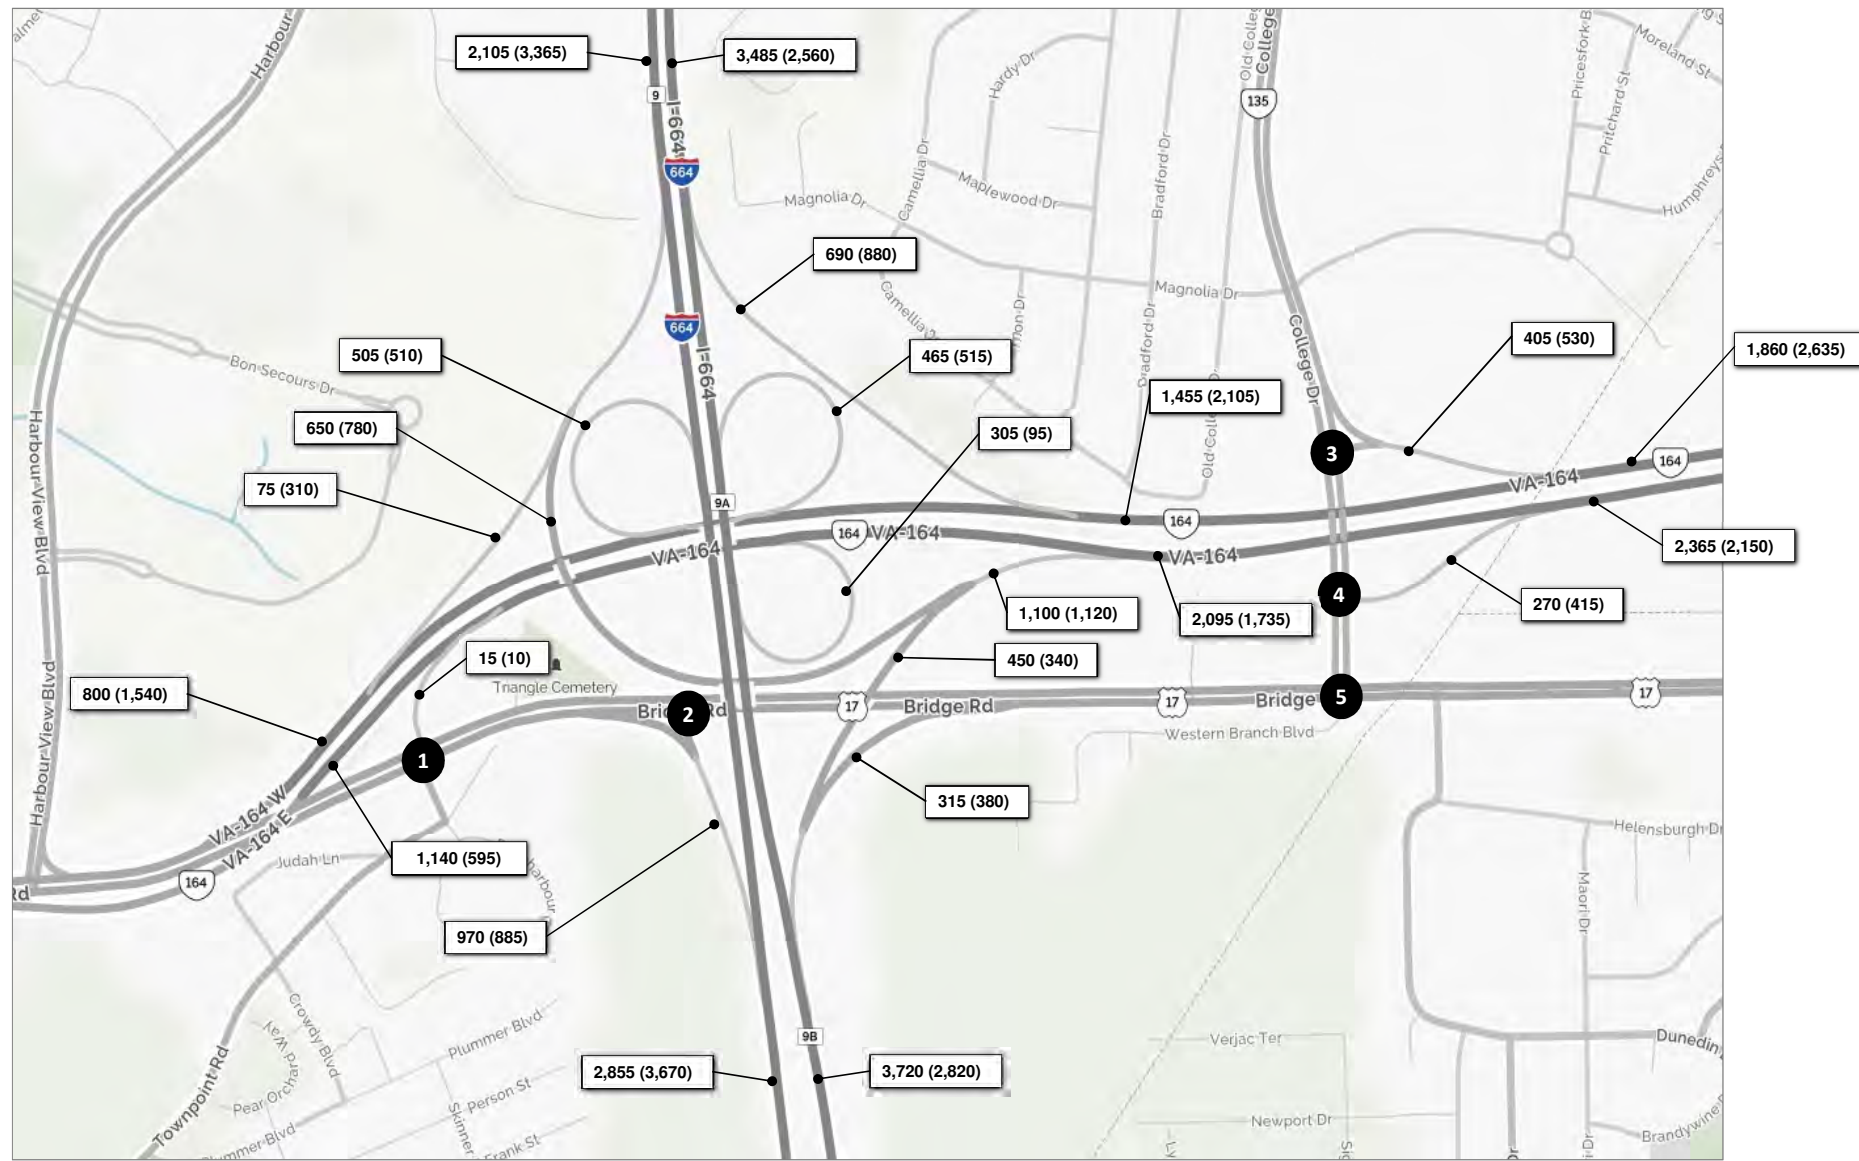 almer
Harbour
2,105 (3,365)
3,485 (2,560)
9
I-664
664
Hardy Dr
Old College
College
135
Pricesfork B
Moreland St
Pritchard St
Humphreys
Camellia Dr
Maplewood Dr
Bradford Dr
Magnolia Dr
690 (880)
664
Camellia D
Magnolia Dr
Bradford Dr
College Dr
505 (510)
Bon Secours Dr
I-664
465 (515)
405 (530)
1,860 (2,635)
650 (780)
305 (95)
1,455 (2,105)
75 (310)
Harbour View Blvd
9A
3
VA-164
164
VA-164
164
VA-164
164
VA-164
2,365 (2,150)
4
270 (415)
1,100 (1,120)
2,095 (1,735)
15 (10)
450 (340)
800 (1,540)
Triangle Cemetery
Harbour View Blvd
2
17
Bridge Rd
17
Bridge
5
17
Western Branch Blvd
1
VA-164 W
VA-164 E
315 (380)
Helensburgh Dr
1,140 (595)
Judah Ln
harbour
Rd
164
970 (885)
Maori Dr
Crowdy Blvd
Plummer Blvd
9B
Verjac Ter
Dunedin
2,855 (3,670)
3,720 (2,820)
Townpoint Rd
Pear Orchard Way
Person St
Skinner
Newport Dr
Brandywine
Plummer Blvd
Frank St